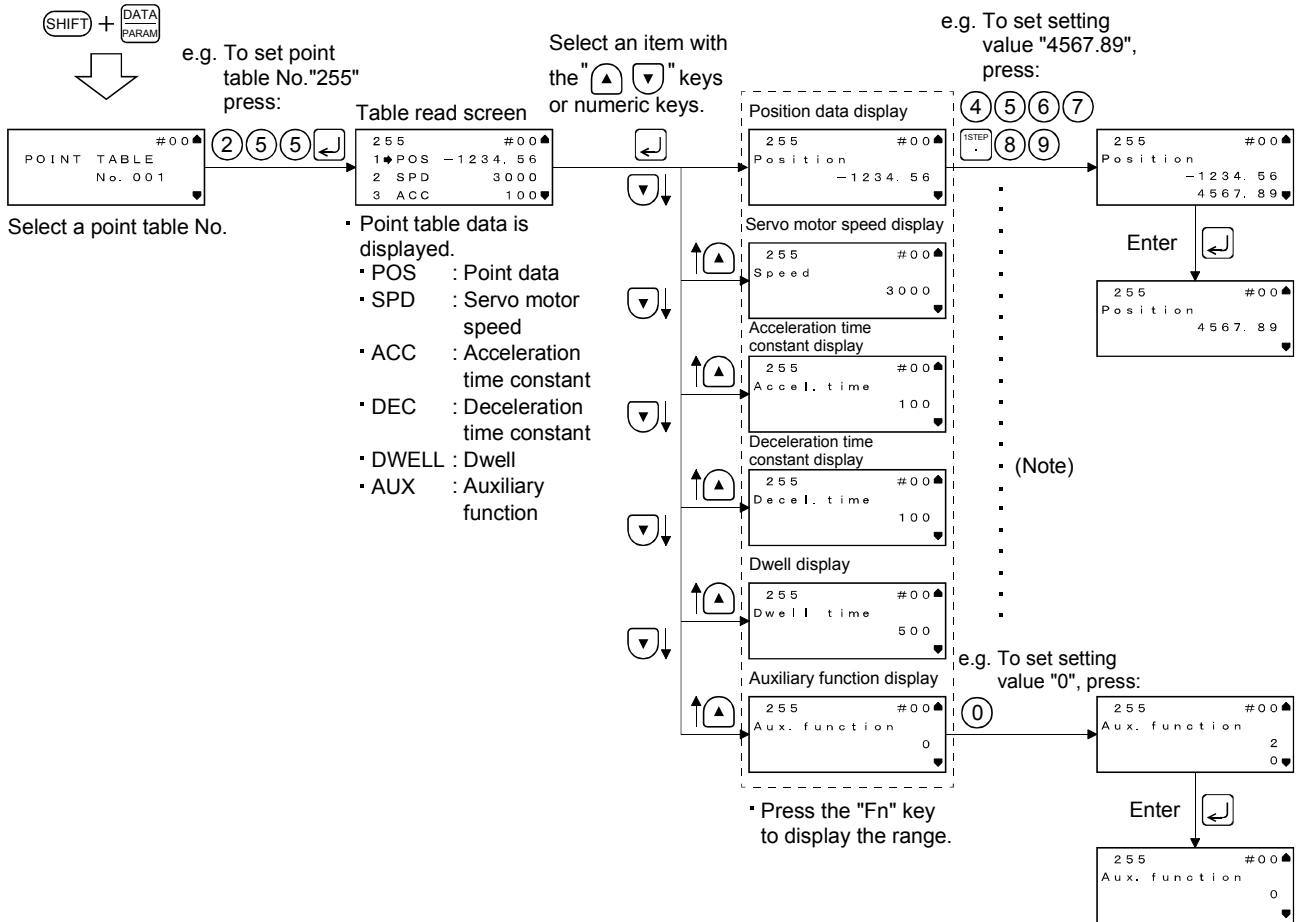 SHIFT + DATA
PARAM
e.g. To set point
table No."255"
press:
#00
POINT TABLE
No. 001
Select a point table No.
2 5 5
Table read screen
255 #00
1 POS -1234. 56
2 SPD 3000
3 ACC 100
・Point table data is
displayed.
・POS : Point data
・SPD : Servo motor
speed
・ACC : Acceleration
time constant
・DEC : Deceleration
time constant
・DWELL : Dwell
・AUX : Auxiliary
function
Select an item with
the "▲ ▼" keys
or numeric keys.
Position data display
255 #00
Position
-1234. 56
Servo motor speed display
255 #00
Speed
3000
Acceleration time
constant display
255 #00
Accel. time
100
Deceleration time
constant display
255 #00
Decel. time
100
Dwell display
255 #00
Dwell time
500
Auxiliary function display
255 #00
Aux. function
0
・Press the "Fn" key
to display the range.
e.g. To set setting
value "4567.89",
press:
4 5 6 7
1STEP
. 8 9
255 #00
Position
-1234. 56
4567. 89
Enter
255 #00
Position
4567. 89
(Note)
e.g. To set setting
value "0", press:
0
255 #00
Aux. function
2
0
Enter
255 #00
Aux. function
0